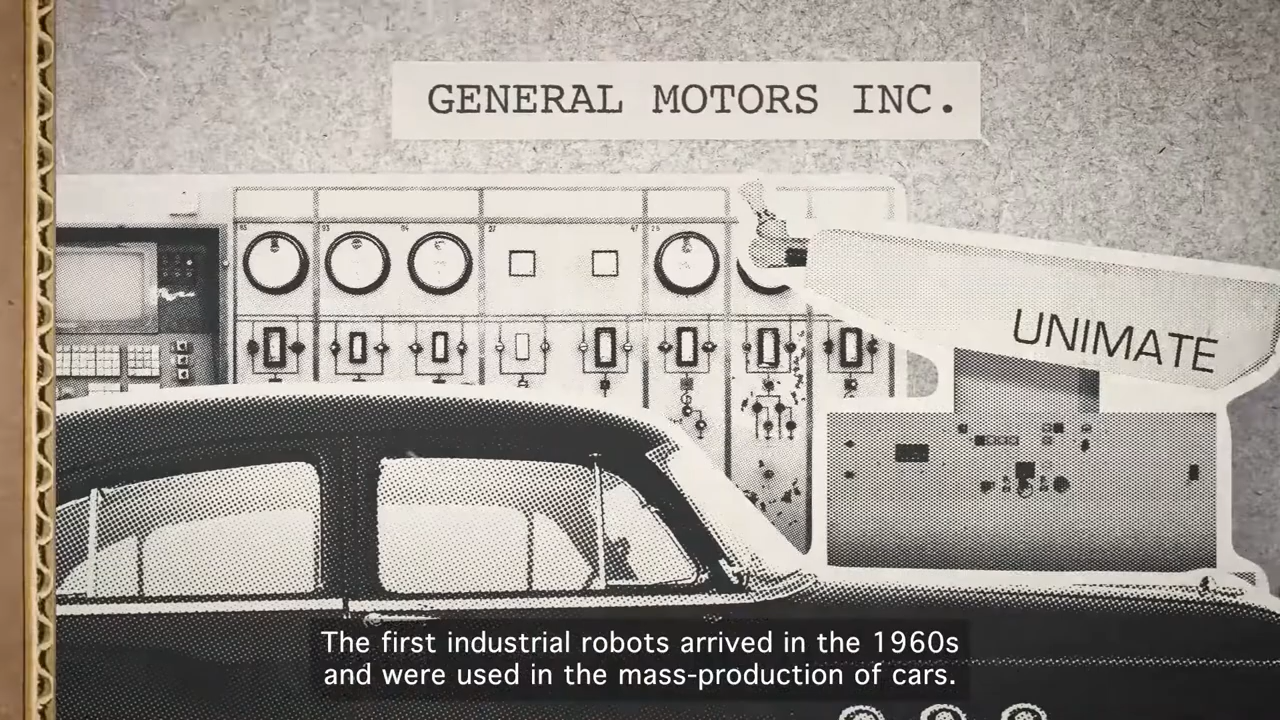 GENERAL MOTORS INC.
UNIMATE
The first industrial robots arrived in the 1960s
and were used in the mass-production of cars.